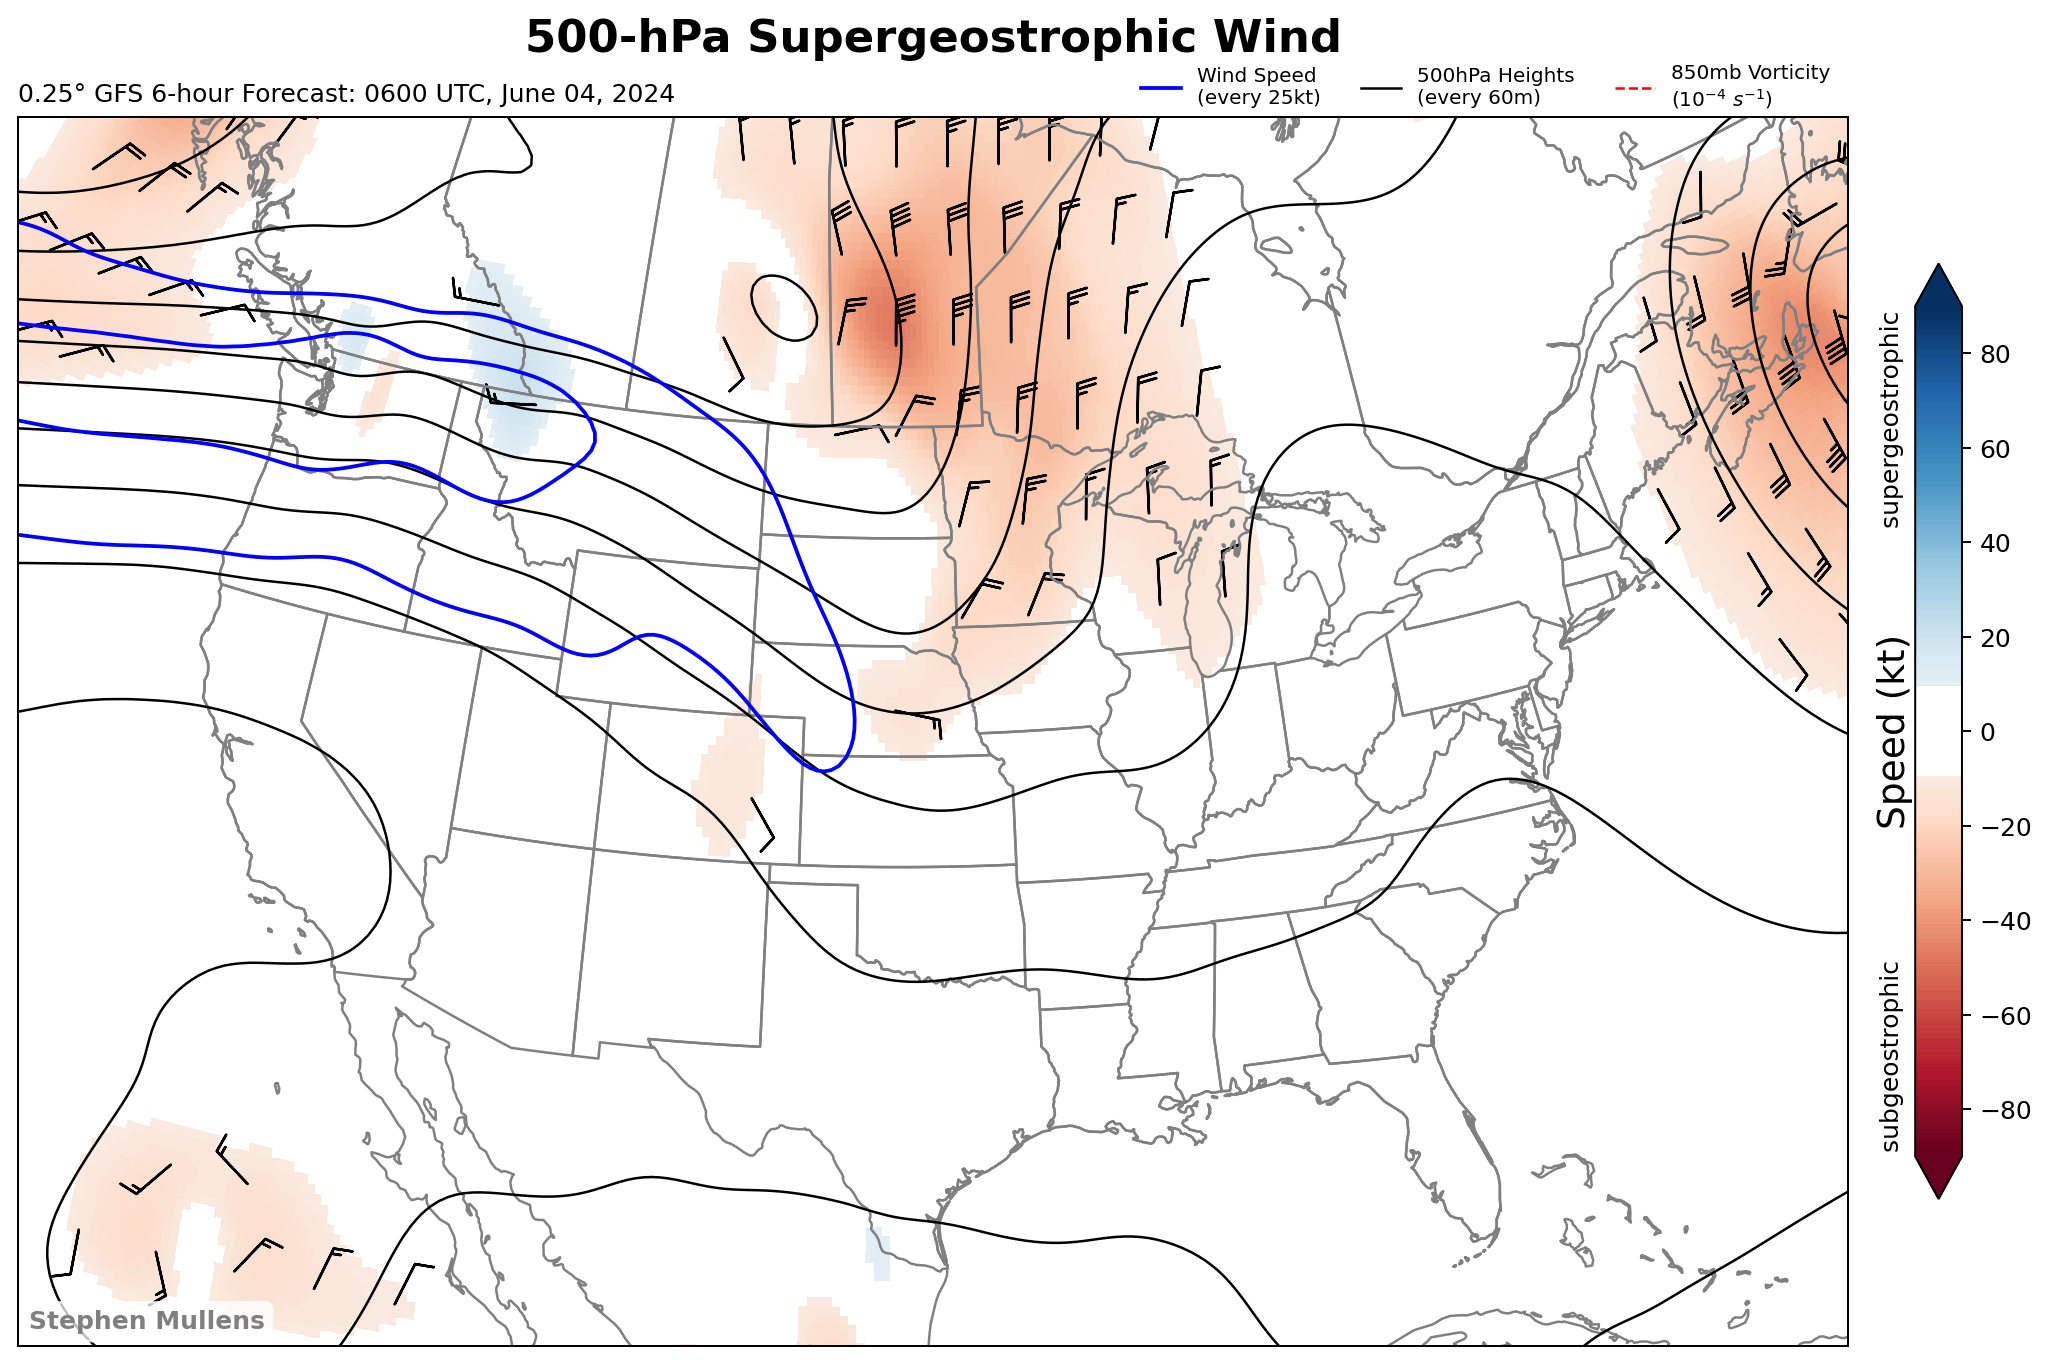 500-hPa Supergeostrophic Wind
0.25° GFS 6-hour Forecast: 0600 UTC, June 04, 2024
Wind Speed
(every 25kt)
500hPa Heights
(every 60m)
850mb Vorticity
(10⁻⁴ s⁻¹)
supergeostrophic
Speed (kt)
subgeostrophic
80
60
40
20
0
−20
−40
−60
−80
Stephen Mullens